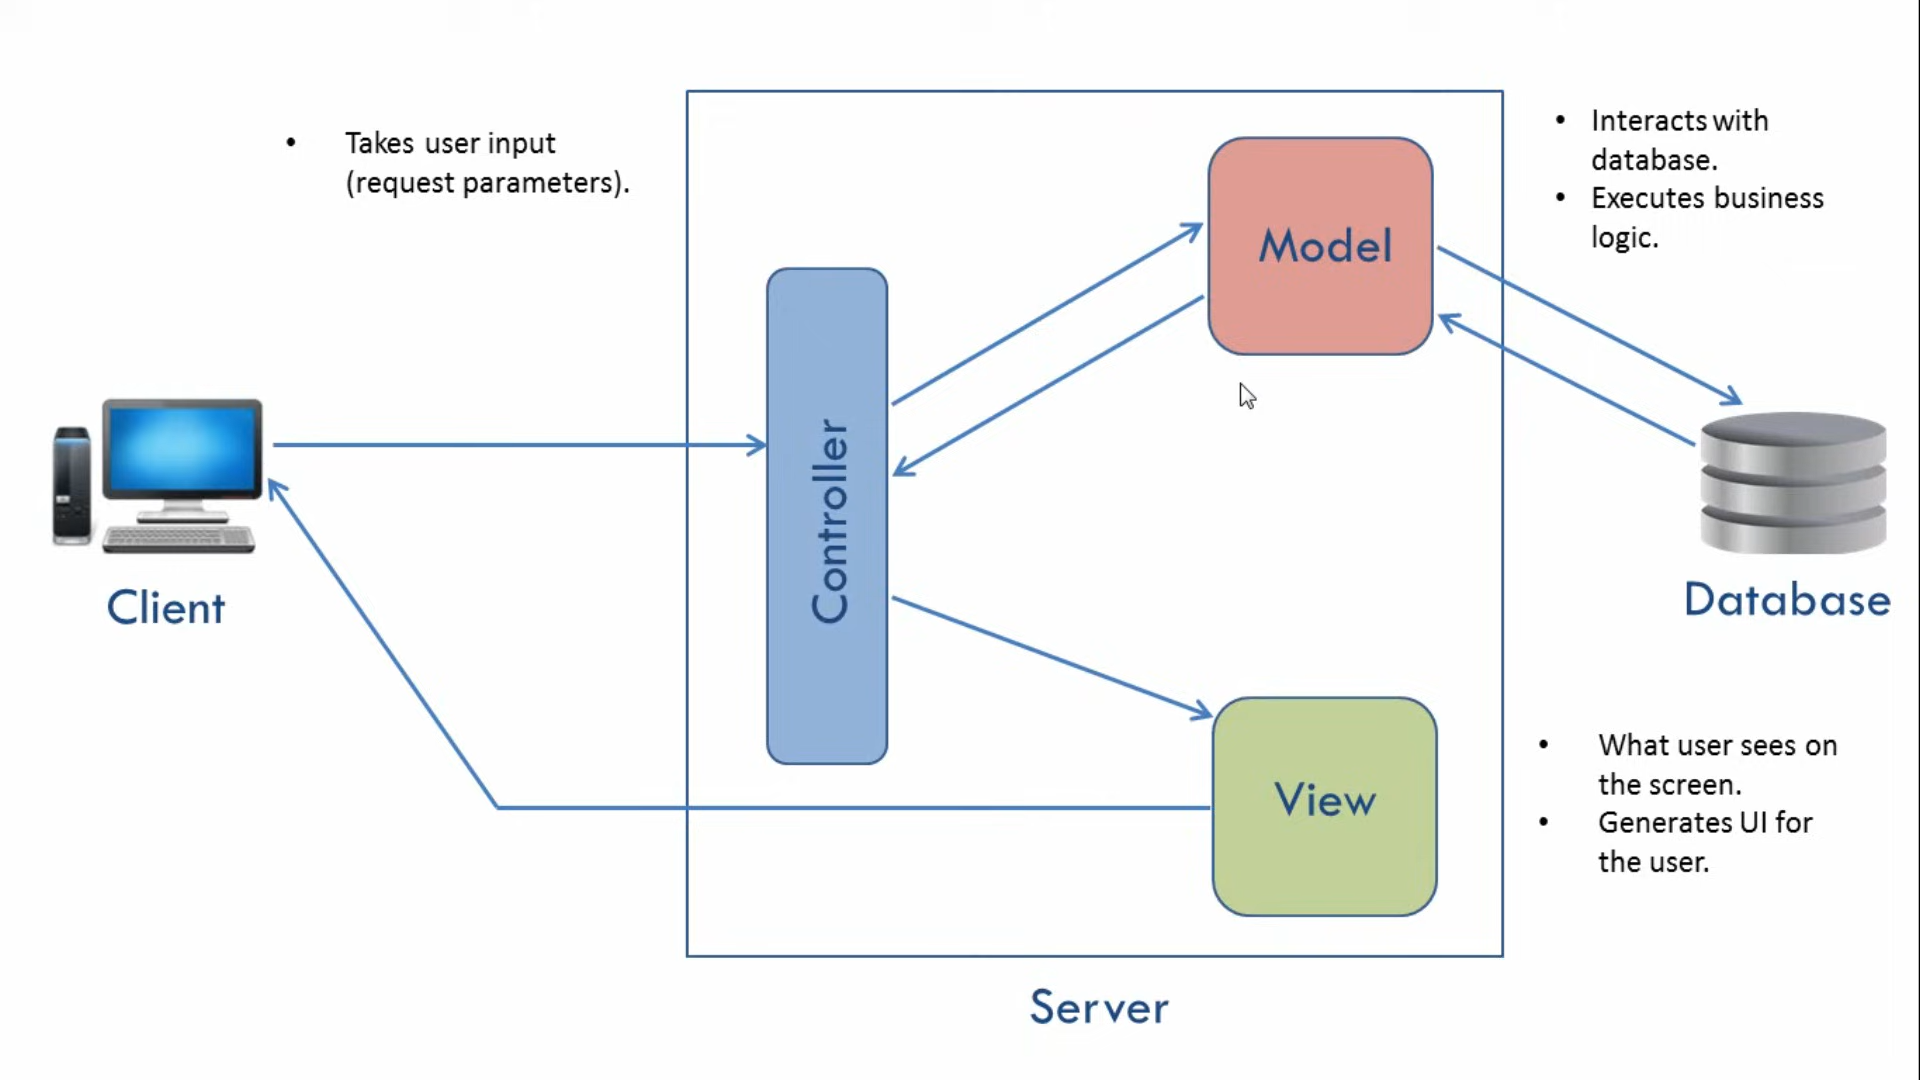 • Takes user input
(request parameters).
• Interacts with
database.
• Executes business
logic.
Model
Controller
Client
Database
View
• What user sees on
the screen.
• Generates UI for
the user.
Server